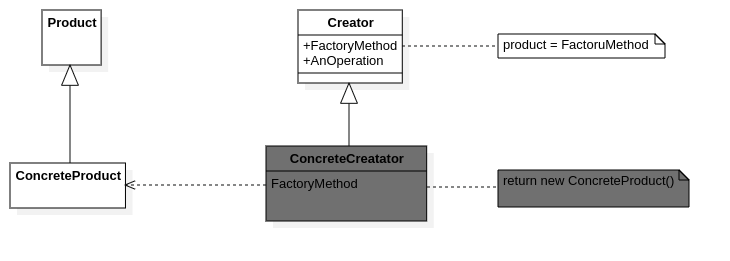 Product
Creator
+FactoryMethod
+AnOperation
product = FactoruMethod
ConcreteProduct
ConcreteCreatator
FactoryMethod
return new ConcreteProduct()